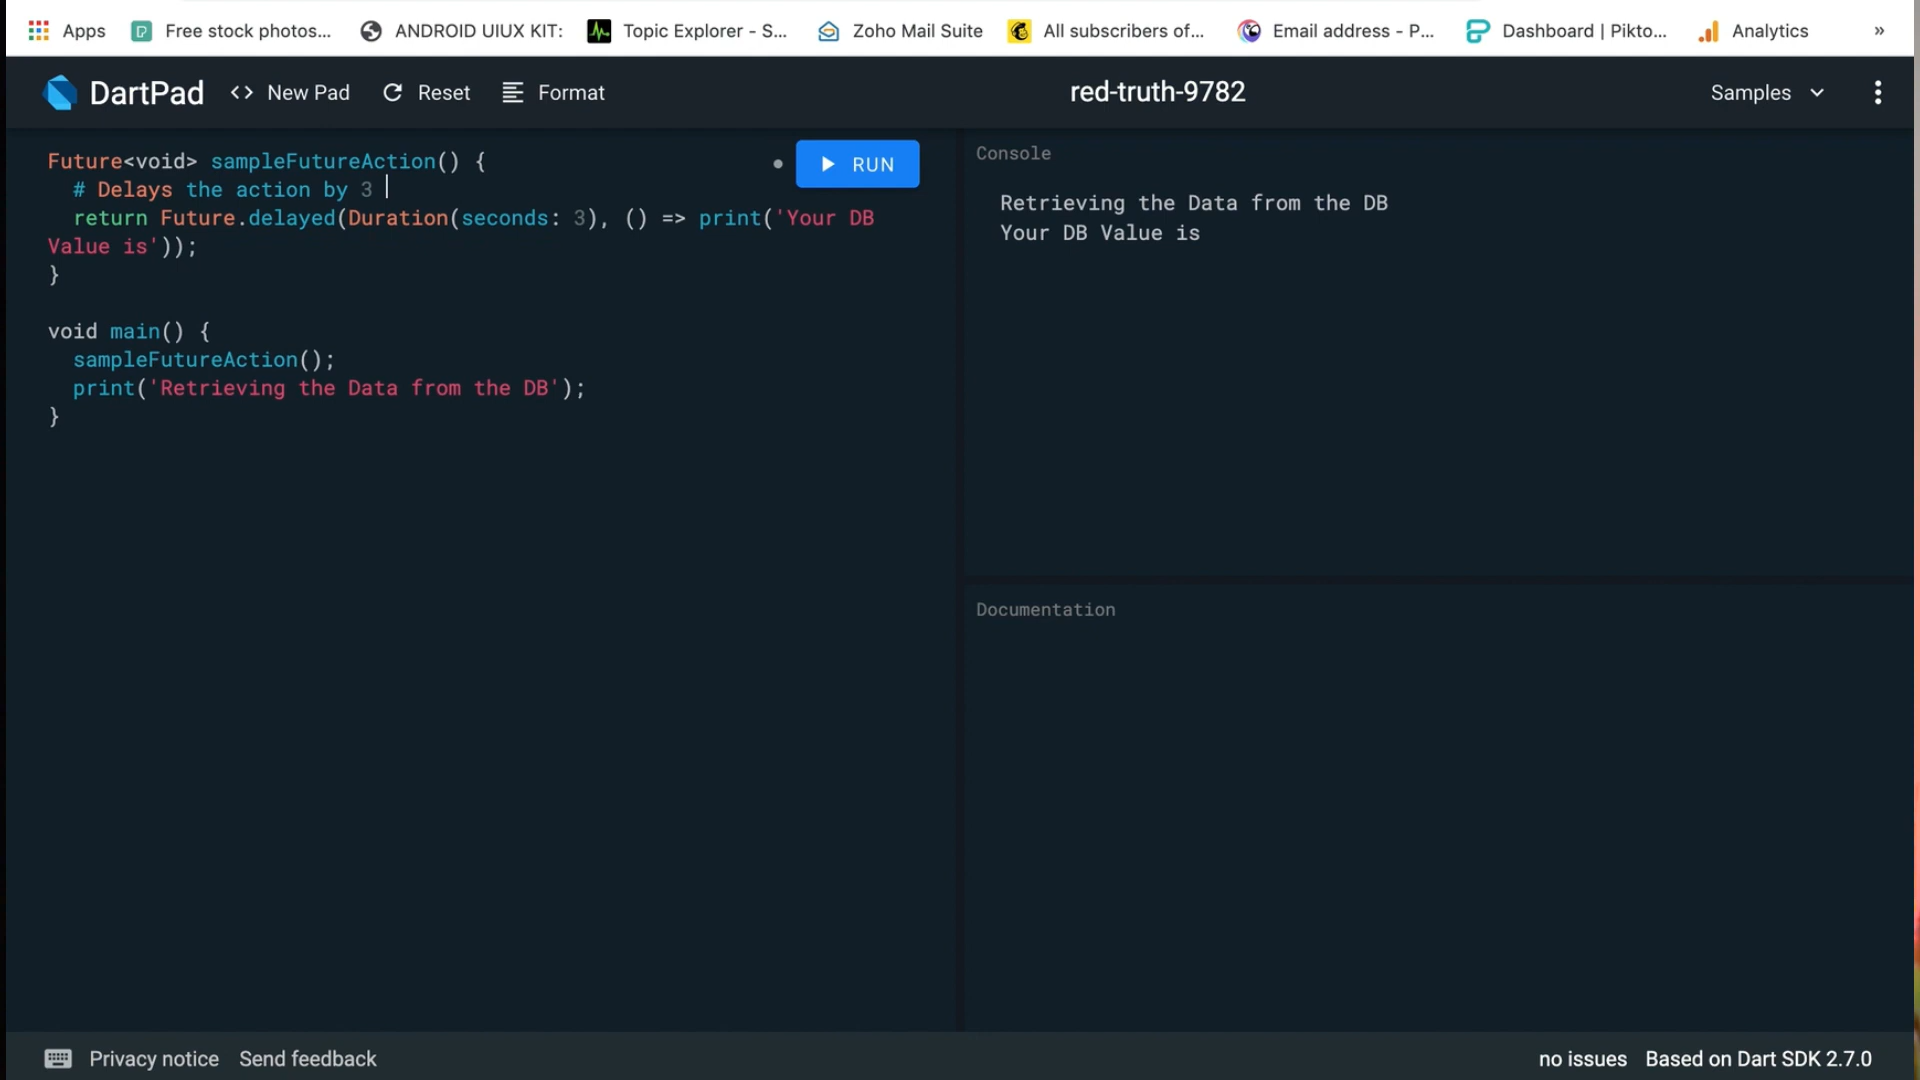 Apps Free stock photos... ANDROID UIUX KIT: Topic Explorer - S... Zoho Mail Suite All subscribers of... Email address - P... Dashboard | Pikto... Analytics »
DartPad <> New Pad Reset Format red-truth-9782 Samples
Future<void> sampleFutureAction() {
# Delays the action by 3
return Future.delayed(Duration(seconds: 3), () => print('Your DB
Value is'));
}
void main() {
sampleFutureAction();
print('Retrieving the Data from the DB');
}
RUN
Console
Retrieving the Data from the DB
Your DB Value is
Documentation
Privacy notice Send feedback no issues Based on Dart SDK 2.7.0